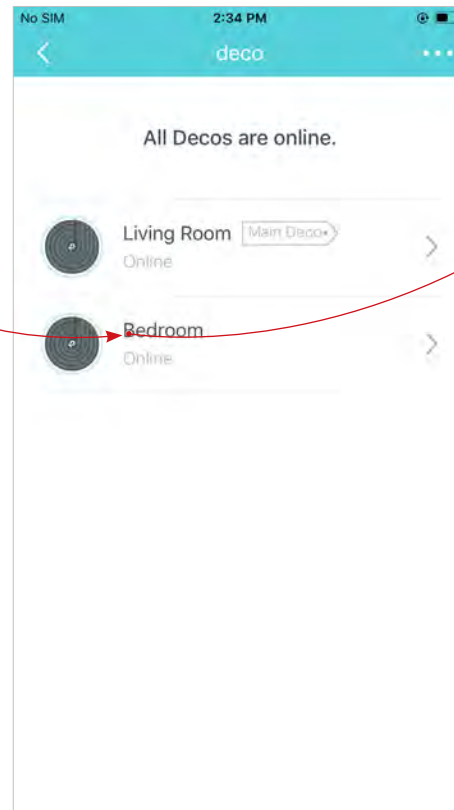 No SIM 2:34 PM
deco
All Decos are online.
Living Room Main Deco
Online
Bedroom
Online